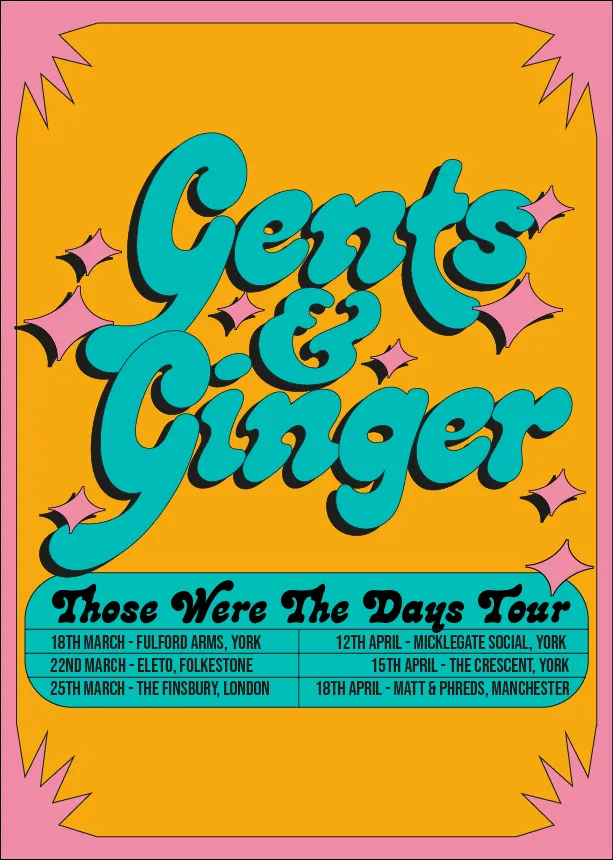 Gents
&
Ginger
Those Were The Days Tour
18TH MARCH - FULFORD ARMS, YORK
22ND MARCH - ELETO, FOLKESTONE
25TH MARCH - THE FINSBURY, LONDON
12TH APRIL - MICKLEGATE SOCIAL, YORK
15TH APRIL - THE CRESCENT, YORK
18TH APRIL - MATT & PHREDS, MANCHESTER